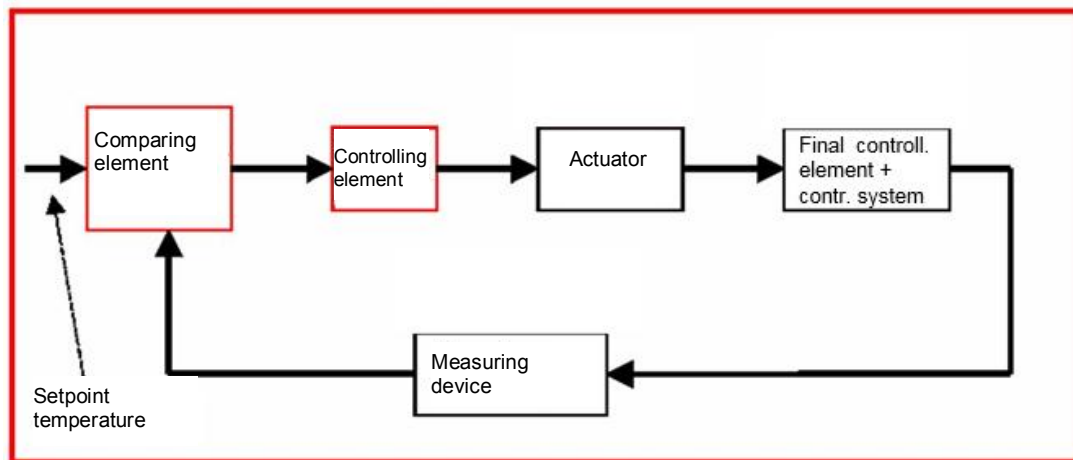 Comparing
element
Controlling
element
Actuator
Final controll.
element +
contr. system
Measuring
device
Setpoint
temperature